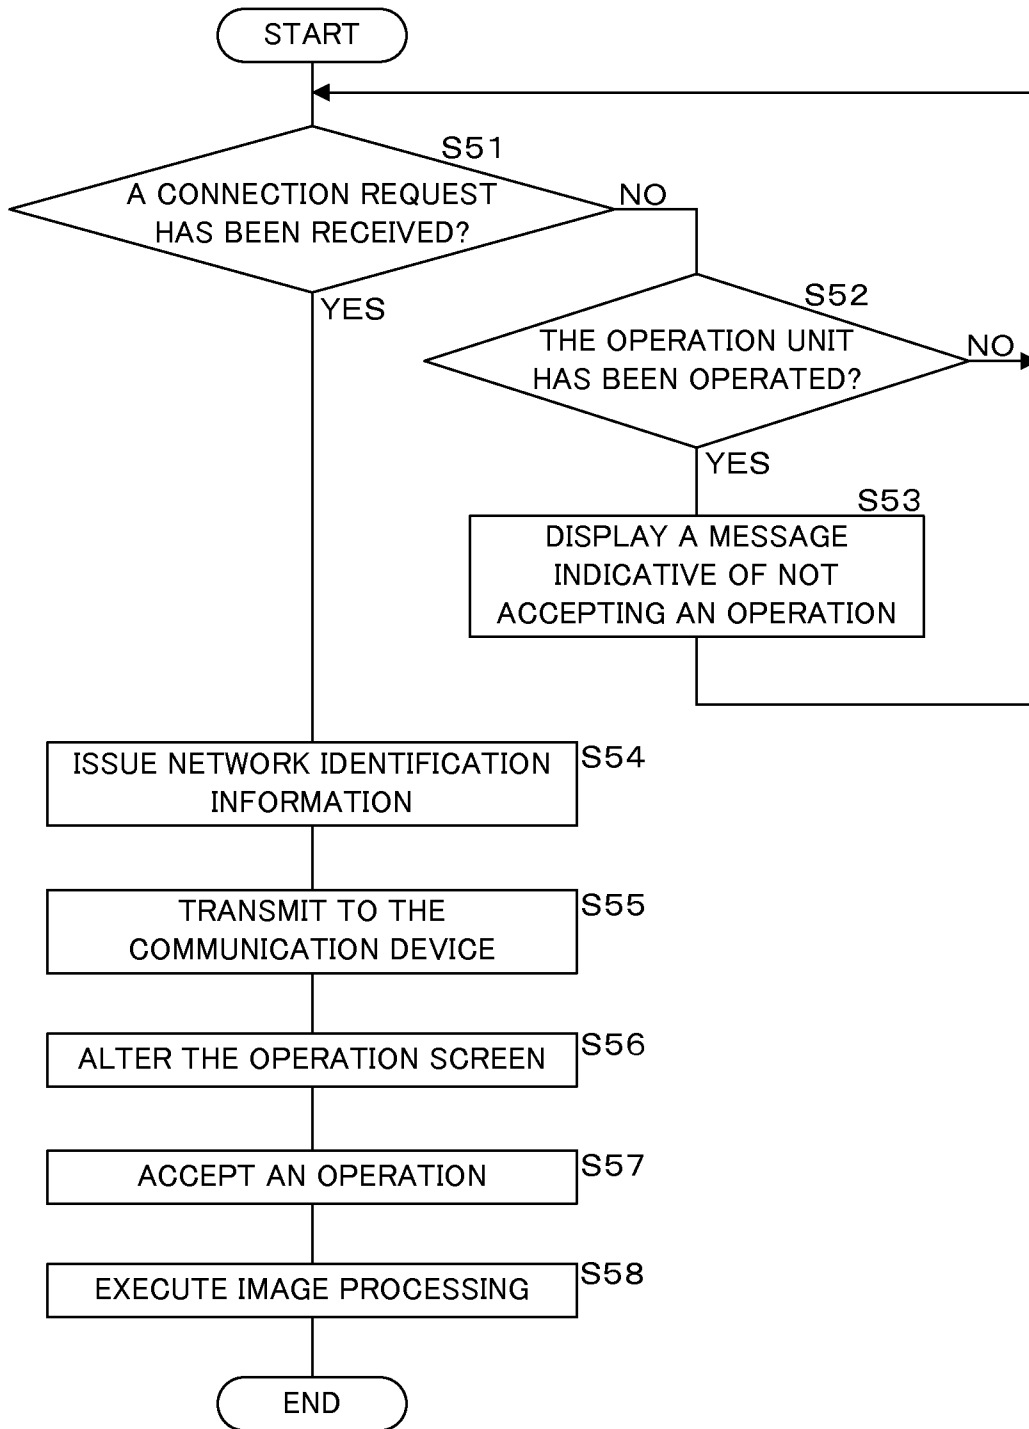 START
S51
A CONNECTION REQUEST
HAS BEEN RECEIVED?
NO
YES
S52
THE OPERATION UNIT
HAS BEEN OPERATED?
NO
YES
S53
DISPLAY A MESSAGE
INDICATIVE OF NOT
ACCEPTING AN OPERATION
ISSUE NETWORK IDENTIFICATION
INFORMATION
S54
TRANSMIT TO THE
COMMUNICATION DEVICE
S55
ALTER THE OPERATION SCREEN
S56
ACCEPT AN OPERATION
S57
EXECUTE IMAGE PROCESSING
S58
END